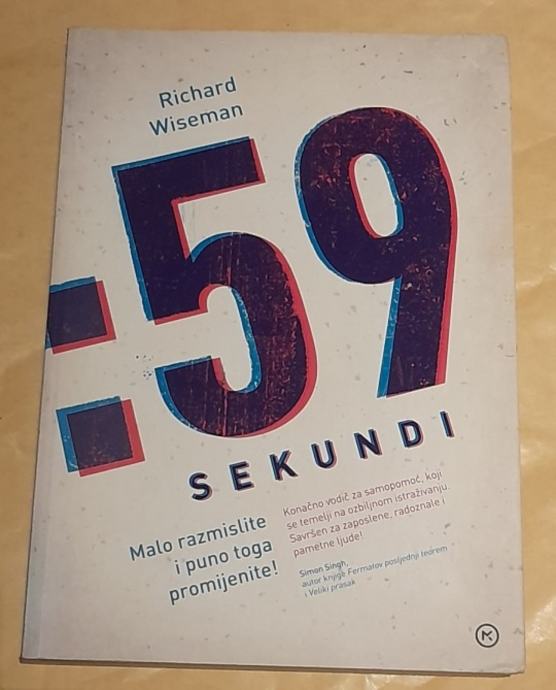 Richard
Wiseman
:59
SEKUNDI
Malo razmislite
i puno toga
promijenite!
Konačno vodič za samopomoć, koji
se temelji na ozbiljnom istraživanju.
Savršen za zaposlene, radoznale i
pametne ljude!
Simon Singh,
autor knjige Fermatov posljednji teorem
i Veliki prasak
M